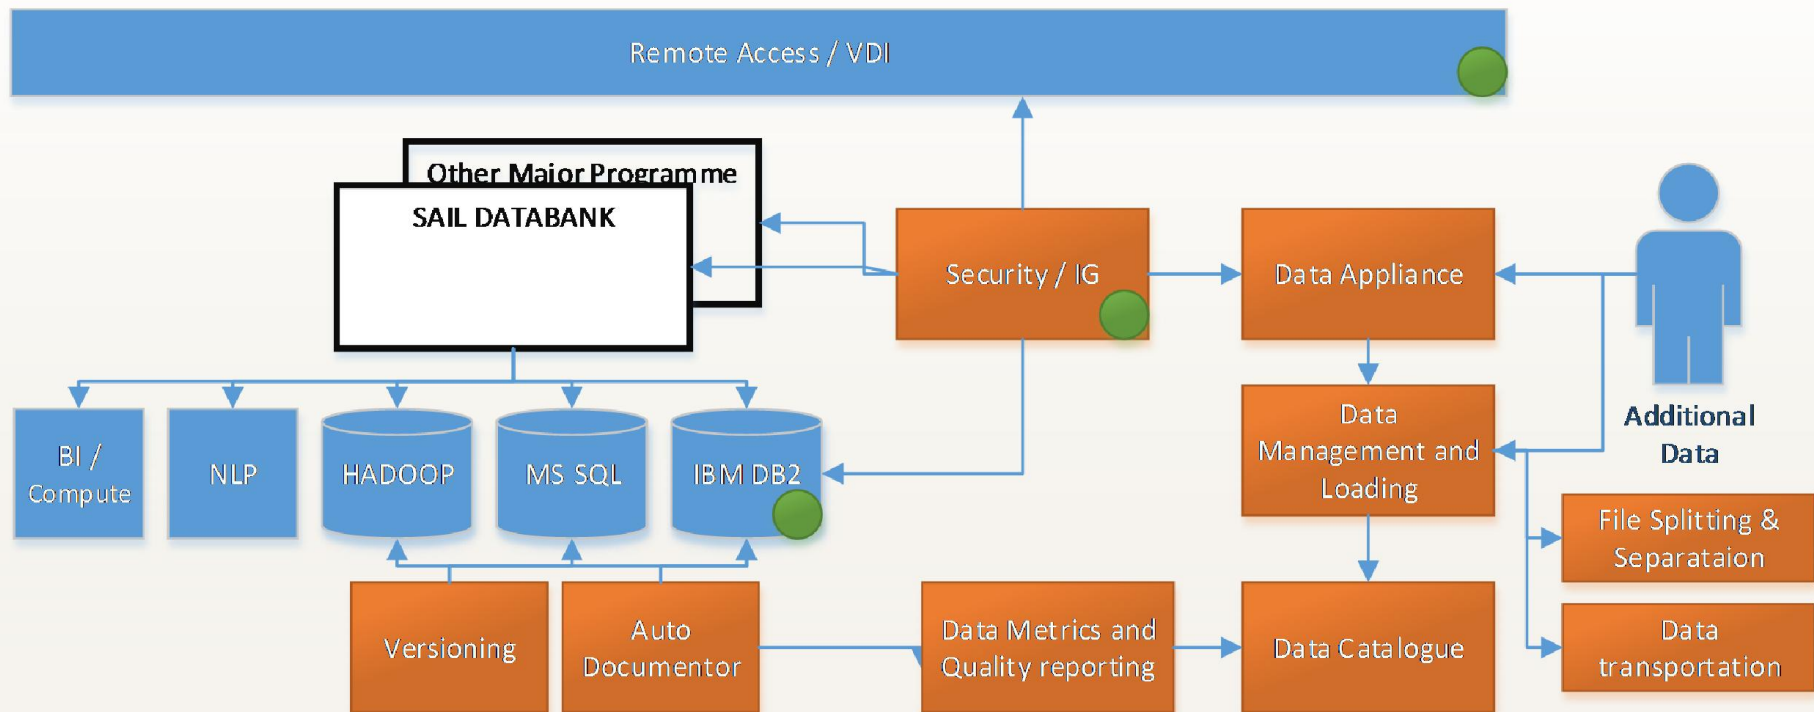 Remote Access / VDI
Other Major Programme
SAIL DATABANK
Security / IG
Data Appliance
Additional
Data
BI /
Compute
NLP
HADOOP
MS SQL
IBM DB2
Data
Management and
Loading
File Splitting &
Separataion
Data
transportation
Versioning
Auto
Documentor
Data Metrics and
Quality reporting
Data Catalogue